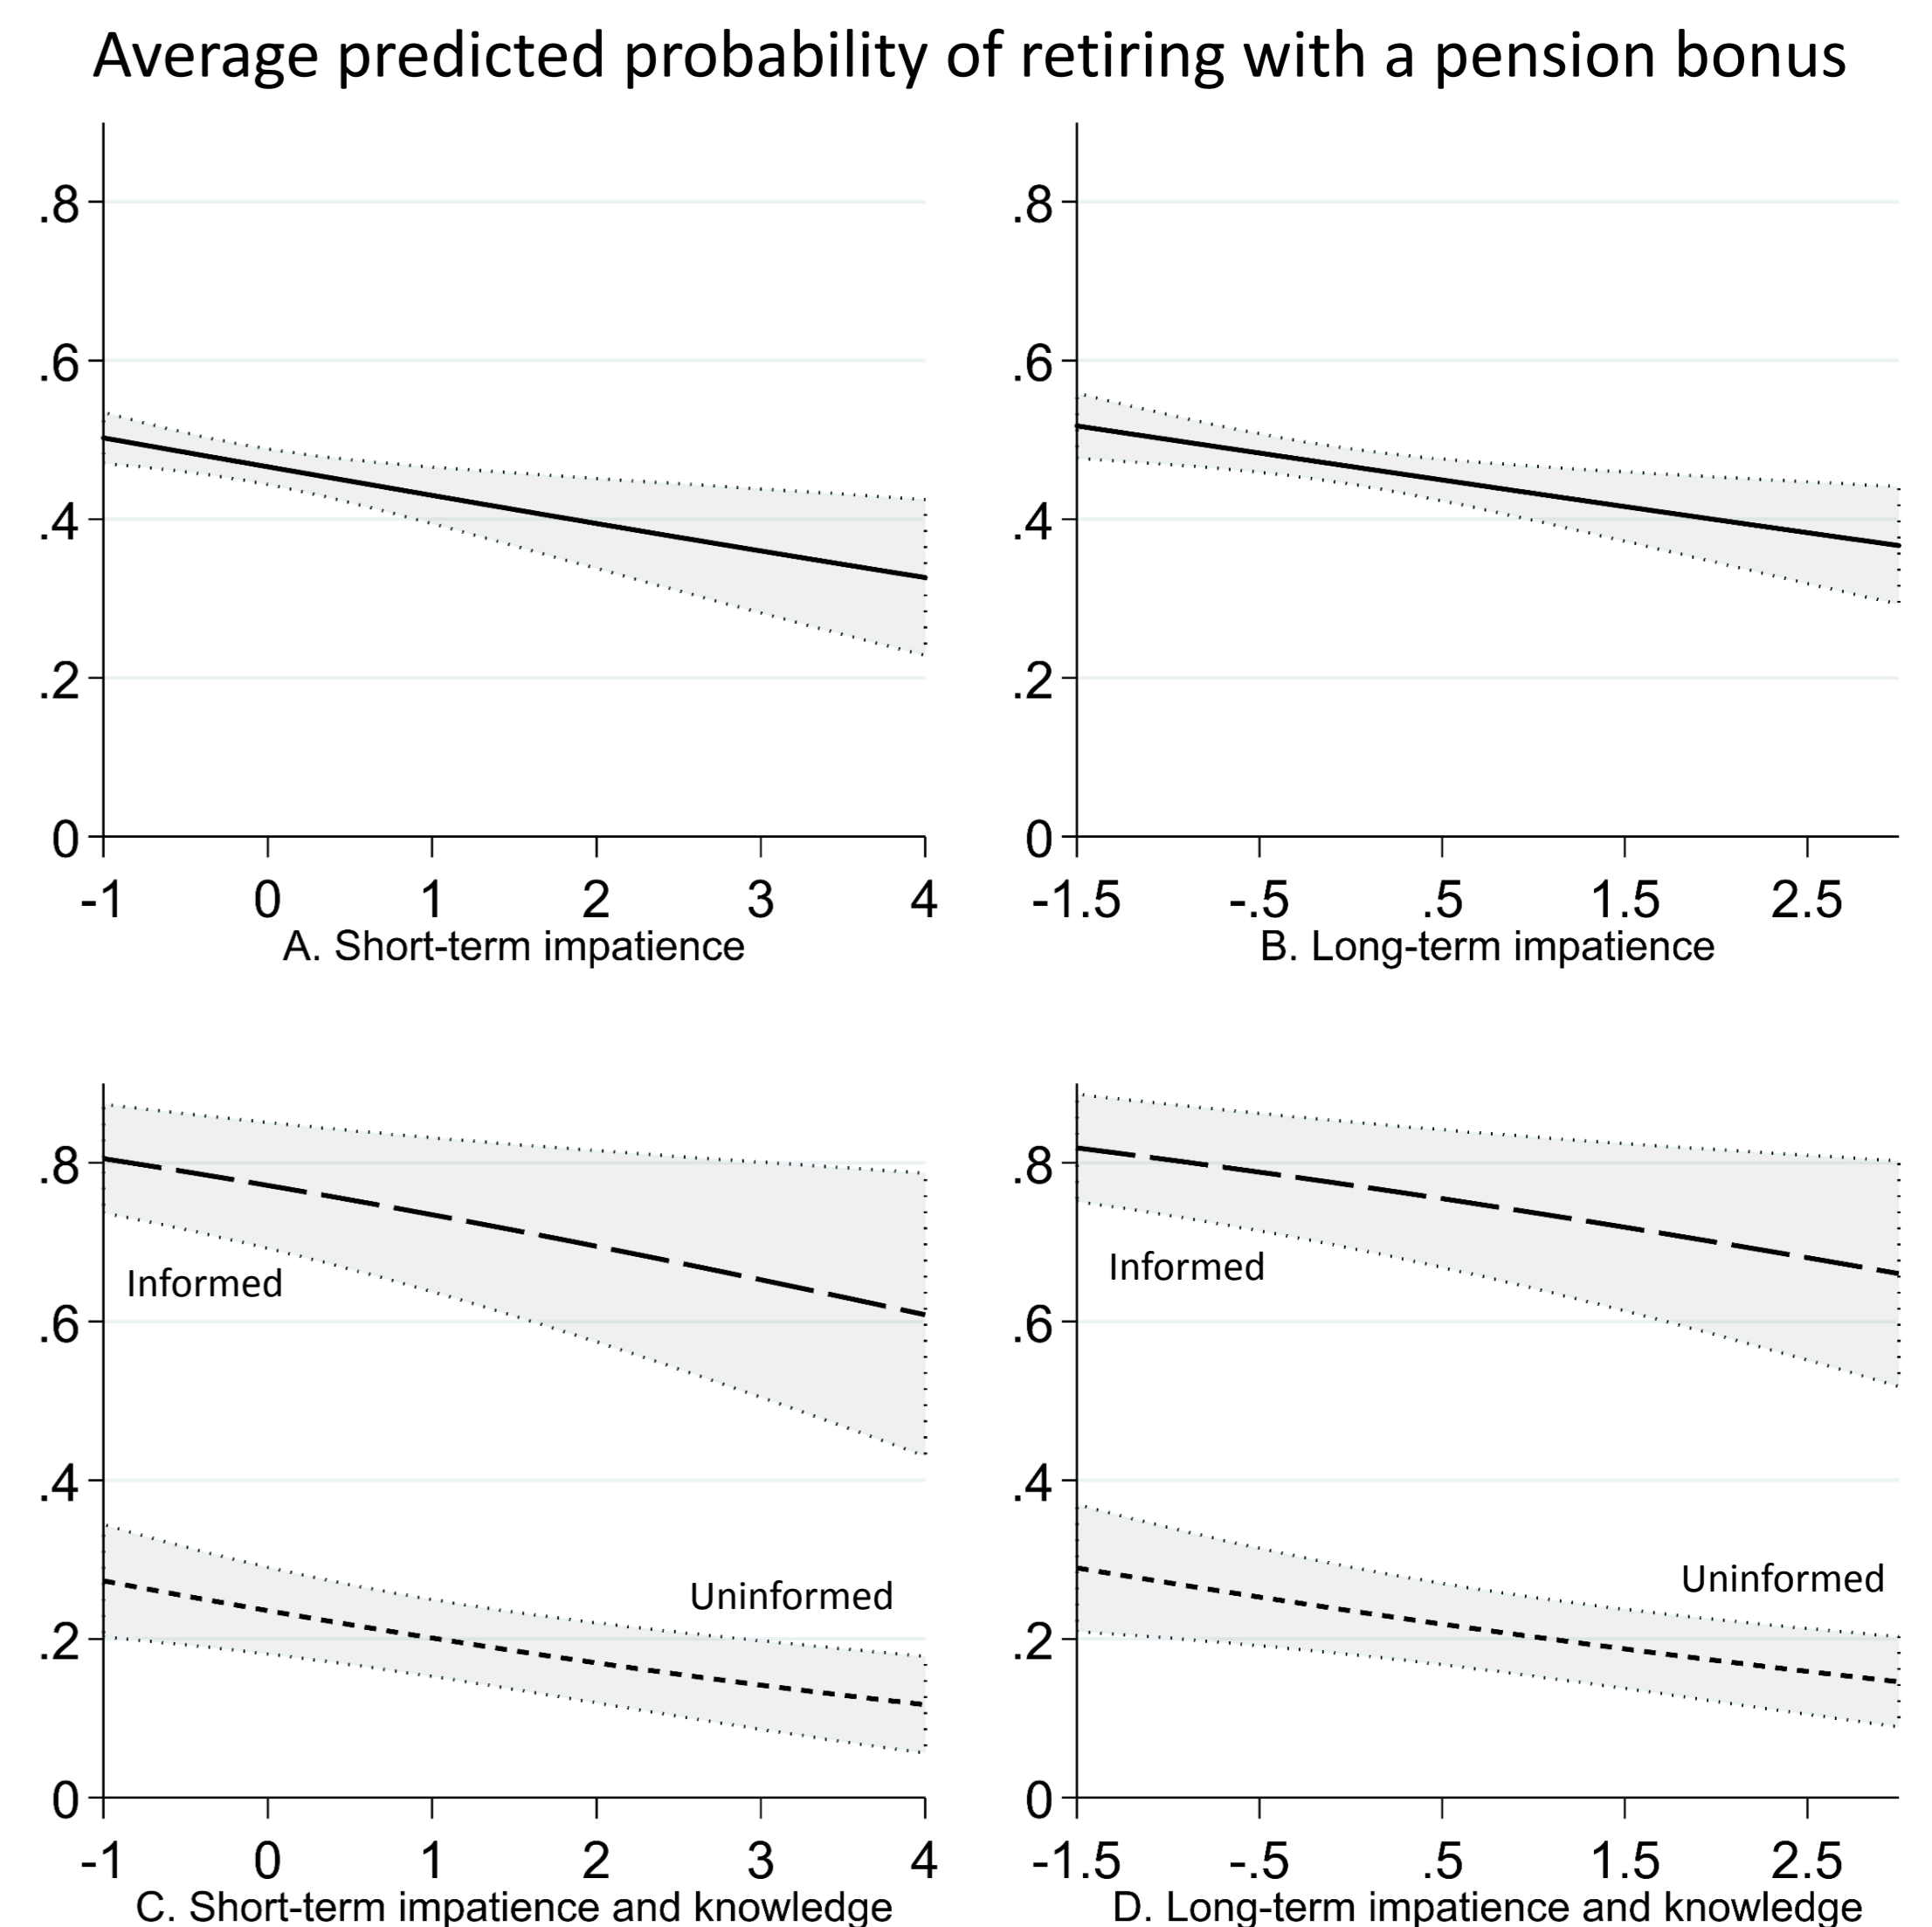 Average predicted probability of retiring with a pension bonus
.8
.6
.4
.2
0
-1 0 1 2 3 4
A. Short-term impatience
.8
.6
.4
.2
0
-1.5 -.5 .5 1.5 2.5
B. Long-term impatience
.8
.6
.4
.2
0
Informed
Uninformed
-1 0 1 2 3 4
C. Short-term impatience and knowledge
.8
.6
.4
.2
0
Informed
Uninformed
-1.5 -.5 .5 1.5 2.5
D. Long-term impatience and knowledge